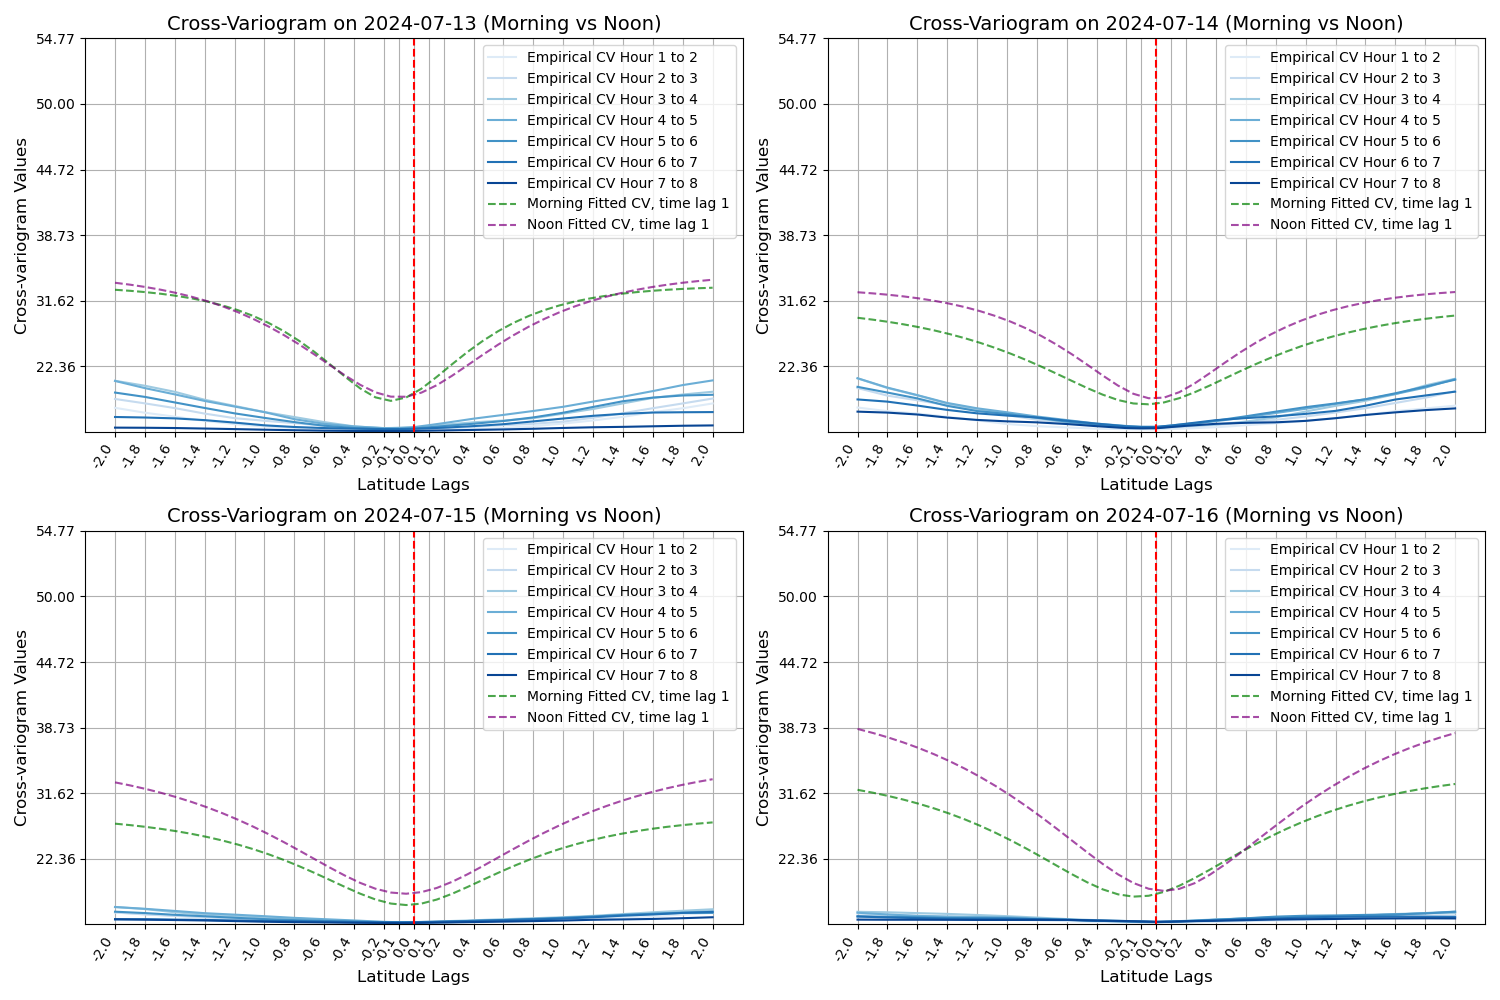 Cross-Variogram on 2024-07-13 (Morning vs Noon)
Cross-variogram Values
54.77
50.00
44.72
38.73
31.62
22.36
Empirical CV Hour 1 to 2
Empirical CV Hour 2 to 3
Empirical CV Hour 3 to 4
Empirical CV Hour 4 to 5
Empirical CV Hour 5 to 6
Empirical CV Hour 6 to 7
Empirical CV Hour 7 to 8
Morning Fitted CV, time lag 1
Noon Fitted CV, time lag 1
-2.0 -1.8 -1.6 -1.4 -1.2 -1.0 -0.8 -0.6 -0.4 -0.2 -0.1 0.0 0.1 0.2 0.4 0.6 0.8 1.0 1.2 1.4 1.6 1.8 2.0
Latitude Lags
Cross-Variogram on 2024-07-14 (Morning vs Noon)
Cross-variogram Values
54.77
50.00
44.72
38.73
31.62
22.36
Empirical CV Hour 1 to 2
Empirical CV Hour 2 to 3
Empirical CV Hour 3 to 4
Empirical CV Hour 4 to 5
Empirical CV Hour 5 to 6
Empirical CV Hour 6 to 7
Empirical CV Hour 7 to 8
Morning Fitted CV, time lag 1
Noon Fitted CV, time lag 1
-2.0 -1.8 -1.6 -1.4 -1.2 -1.0 -0.8 -0.6 -0.4 -0.2 -0.1 0.0 0.1 0.2 0.4 0.6 0.8 1.0 1.2 1.4 1.6 1.8 2.0
Latitude Lags
Cross-Variogram on 2024-07-15 (Morning vs Noon)
Cross-variogram Values
54.77
50.00
44.72
38.73
31.62
22.36
Empirical CV Hour 1 to 2
Empirical CV Hour 2 to 3
Empirical CV Hour 3 to 4
Empirical CV Hour 4 to 5
Empirical CV Hour 5 to 6
Empirical CV Hour 6 to 7
Empirical CV Hour 7 to 8
Morning Fitted CV, time lag 1
Noon Fitted CV, time lag 1
-2.0 -1.8 -1.6 -1.4 -1.2 -1.0 -0.8 -0.6 -0.4 -0.2 -0.1 0.0 0.1 0.2 0.4 0.6 0.8 1.0 1.2 1.4 1.6 1.8 2.0
Latitude Lags
Cross-Variogram on 2024-07-16 (Morning vs Noon)
Cross-variogram Values
54.77
50.00
44.72
38.73
31.62
22.36
Empirical CV Hour 1 to 2
Empirical CV Hour 2 to 3
Empirical CV Hour 3 to 4
Empirical CV Hour 4 to 5
Empirical CV Hour 5 to 6
Empirical CV Hour 6 to 7
Empirical CV Hour 7 to 8
Morning Fitted CV, time lag 1
Noon Fitted CV, time lag 1
-2.0 -1.8 -1.6 -1.4 -1.2 -1.0 -0.8 -0.6 -0.4 -0.2 -0.1 0.0 0.1 0.2 0.4 0.6 0.8 1.0 1.2 1.4 1.6 1.8 2.0
Latitude Lags